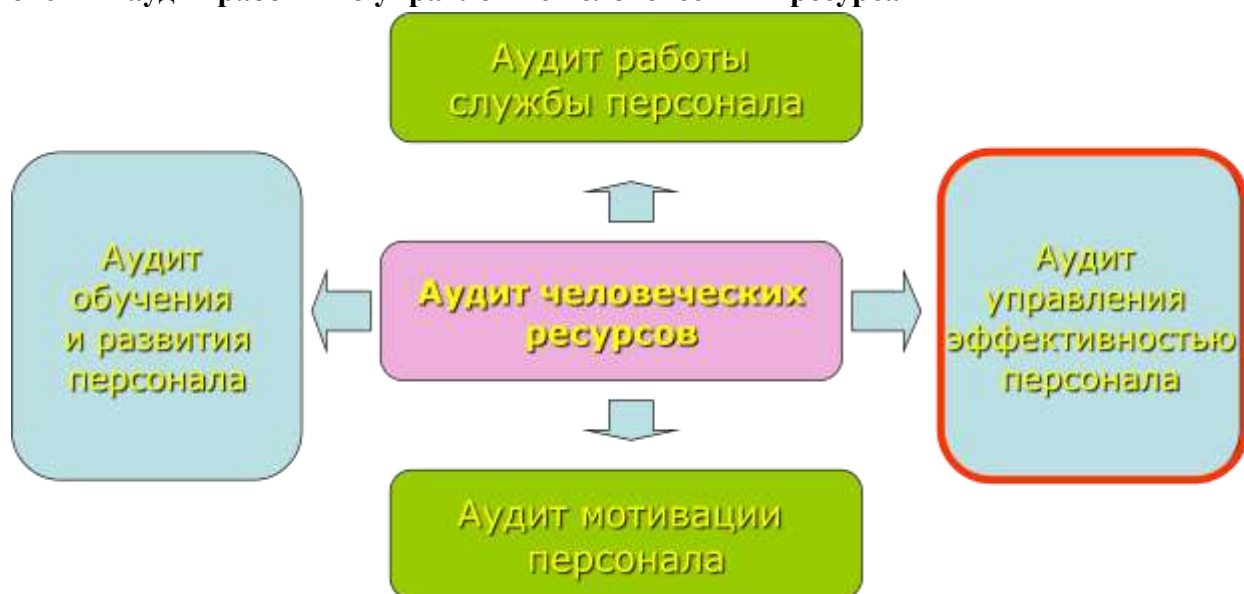 Аудит работы
службы персонала
Аудит
обучения
и развития
персонала
Аудит человеческих
ресурсов
Аудит
управления
эффективностью
персонала
Аудит мотивации
персонала